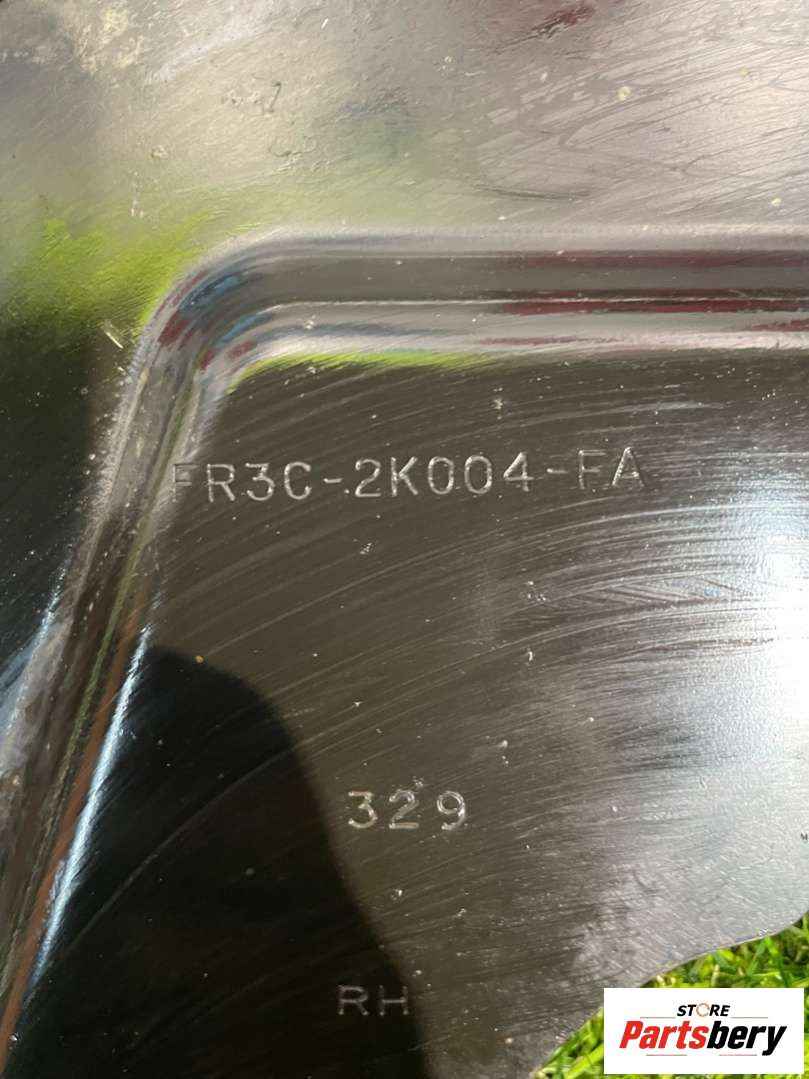 FR3C-2K004-FA
329
RH
STORE
Partsbery